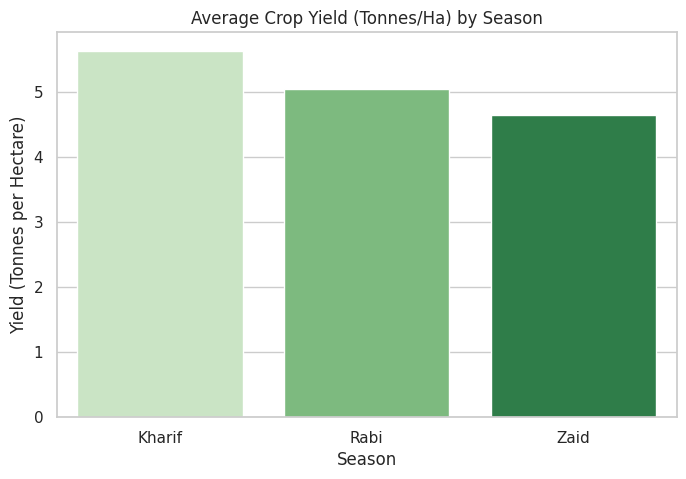 Average Crop Yield (Tonnes/Ha) by Season
Yield (Tonnes per Hectare)
5
4
3
2
1
0
Kharif Rabi Zaid
Season